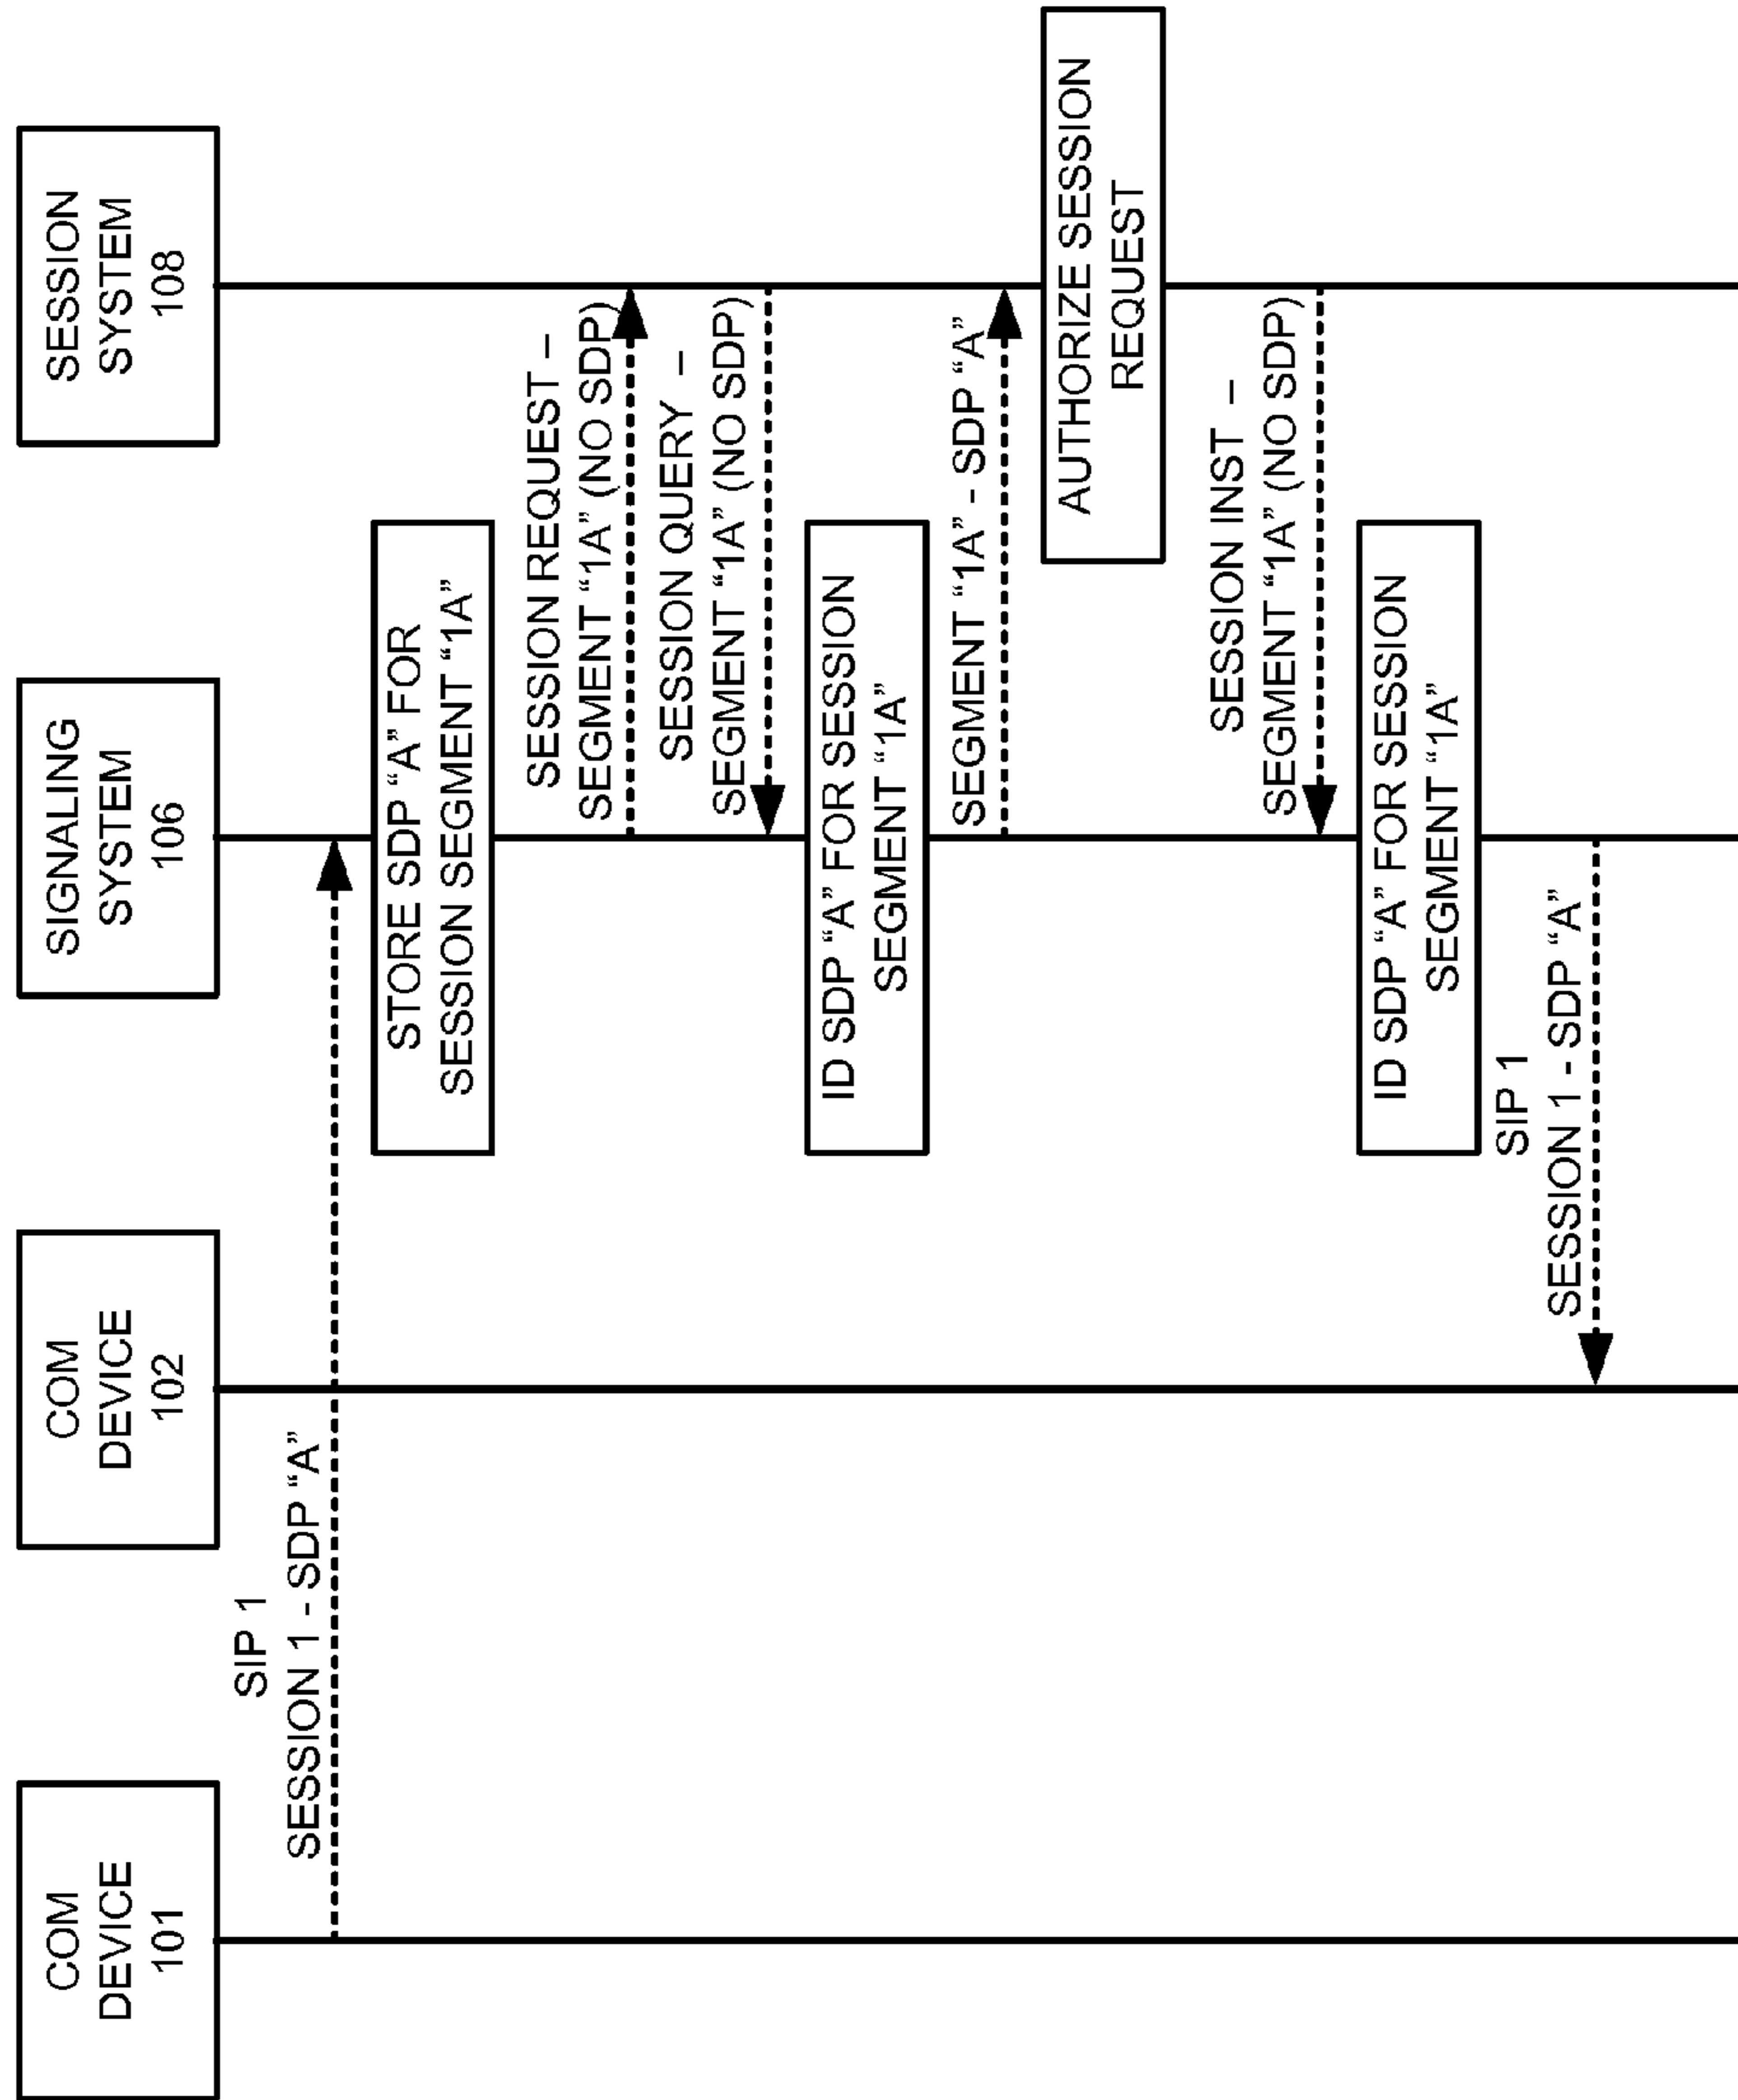 COM
DEVICE
101
COM
DEVICE
102
SIGNALING
SYSTEM
106
SESSION
SYSTEM
108
SIP 1
SESSION 1 - SDP “A”
STORE SDP “A” FOR
SESSION SEGMENT “1A”
SESSION REQUEST –
SEGMENT “1A” (NO SDP)
SESSION QUERY –
SEGMENT “1A” (NO SDP)
ID SDP “A” FOR SESSION
SEGMENT “1A”
SEGMENT “1A” - SDP “A”
AUTHORIZE SESSION
REQUEST
SESSION INST –
SEGMENT “1A” (NO SDP)
ID SDP “A” FOR SESSION
SEGMENT “1A”
SIP 1
SESSION 1 - SDP “A”